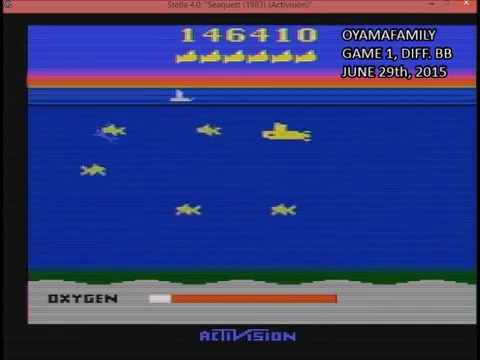 Stella 4.0: "Seaquest (1983) (Activision)"
146410
OYAMAFAMILY
GAME 1, DIFF. BB
JUNE 29th, 2015
OXYGEN
ACTIVISION